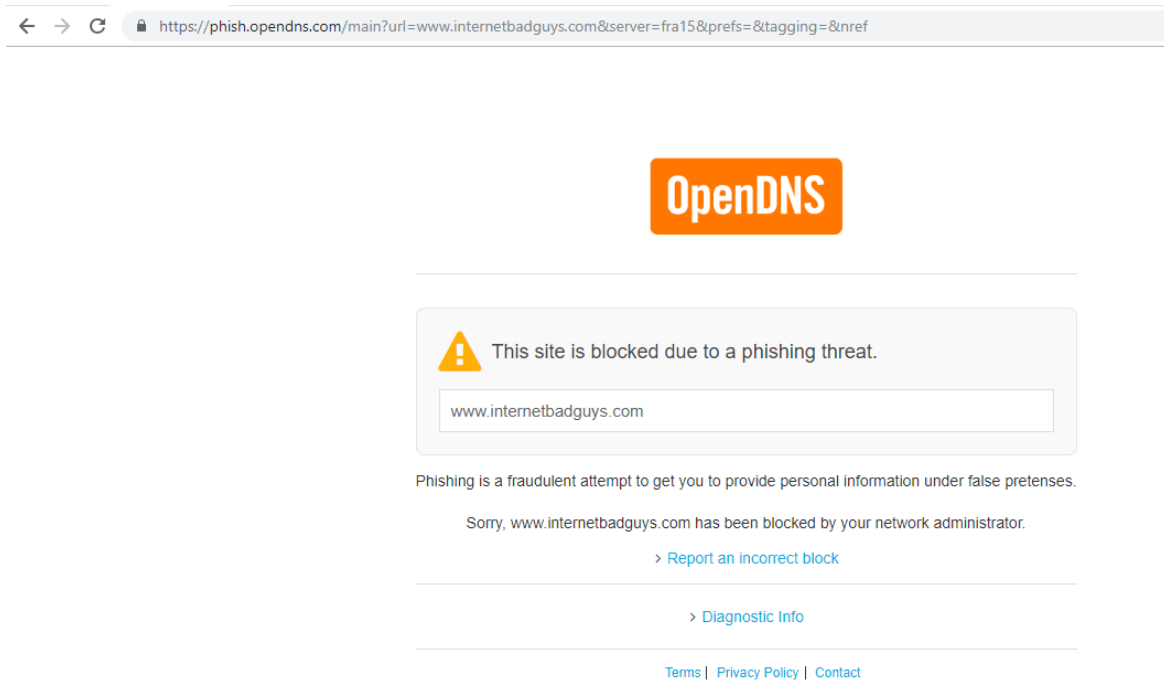 https://phish.opendns.com/main?url=www.internetbadguys.com&server=fra15&prefs=&tagging=&nref
OpenDNS
This site is blocked due to a phishing threat.
www.internetbadguys.com
Phishing is a fraudulent attempt to get you to provide personal information under false pretenses.
Sorry, www.internetbadguys.com has been blocked by your network administrator.
> Report an incorrect block
> Diagnostic Info
Terms | Privacy Policy | Contact